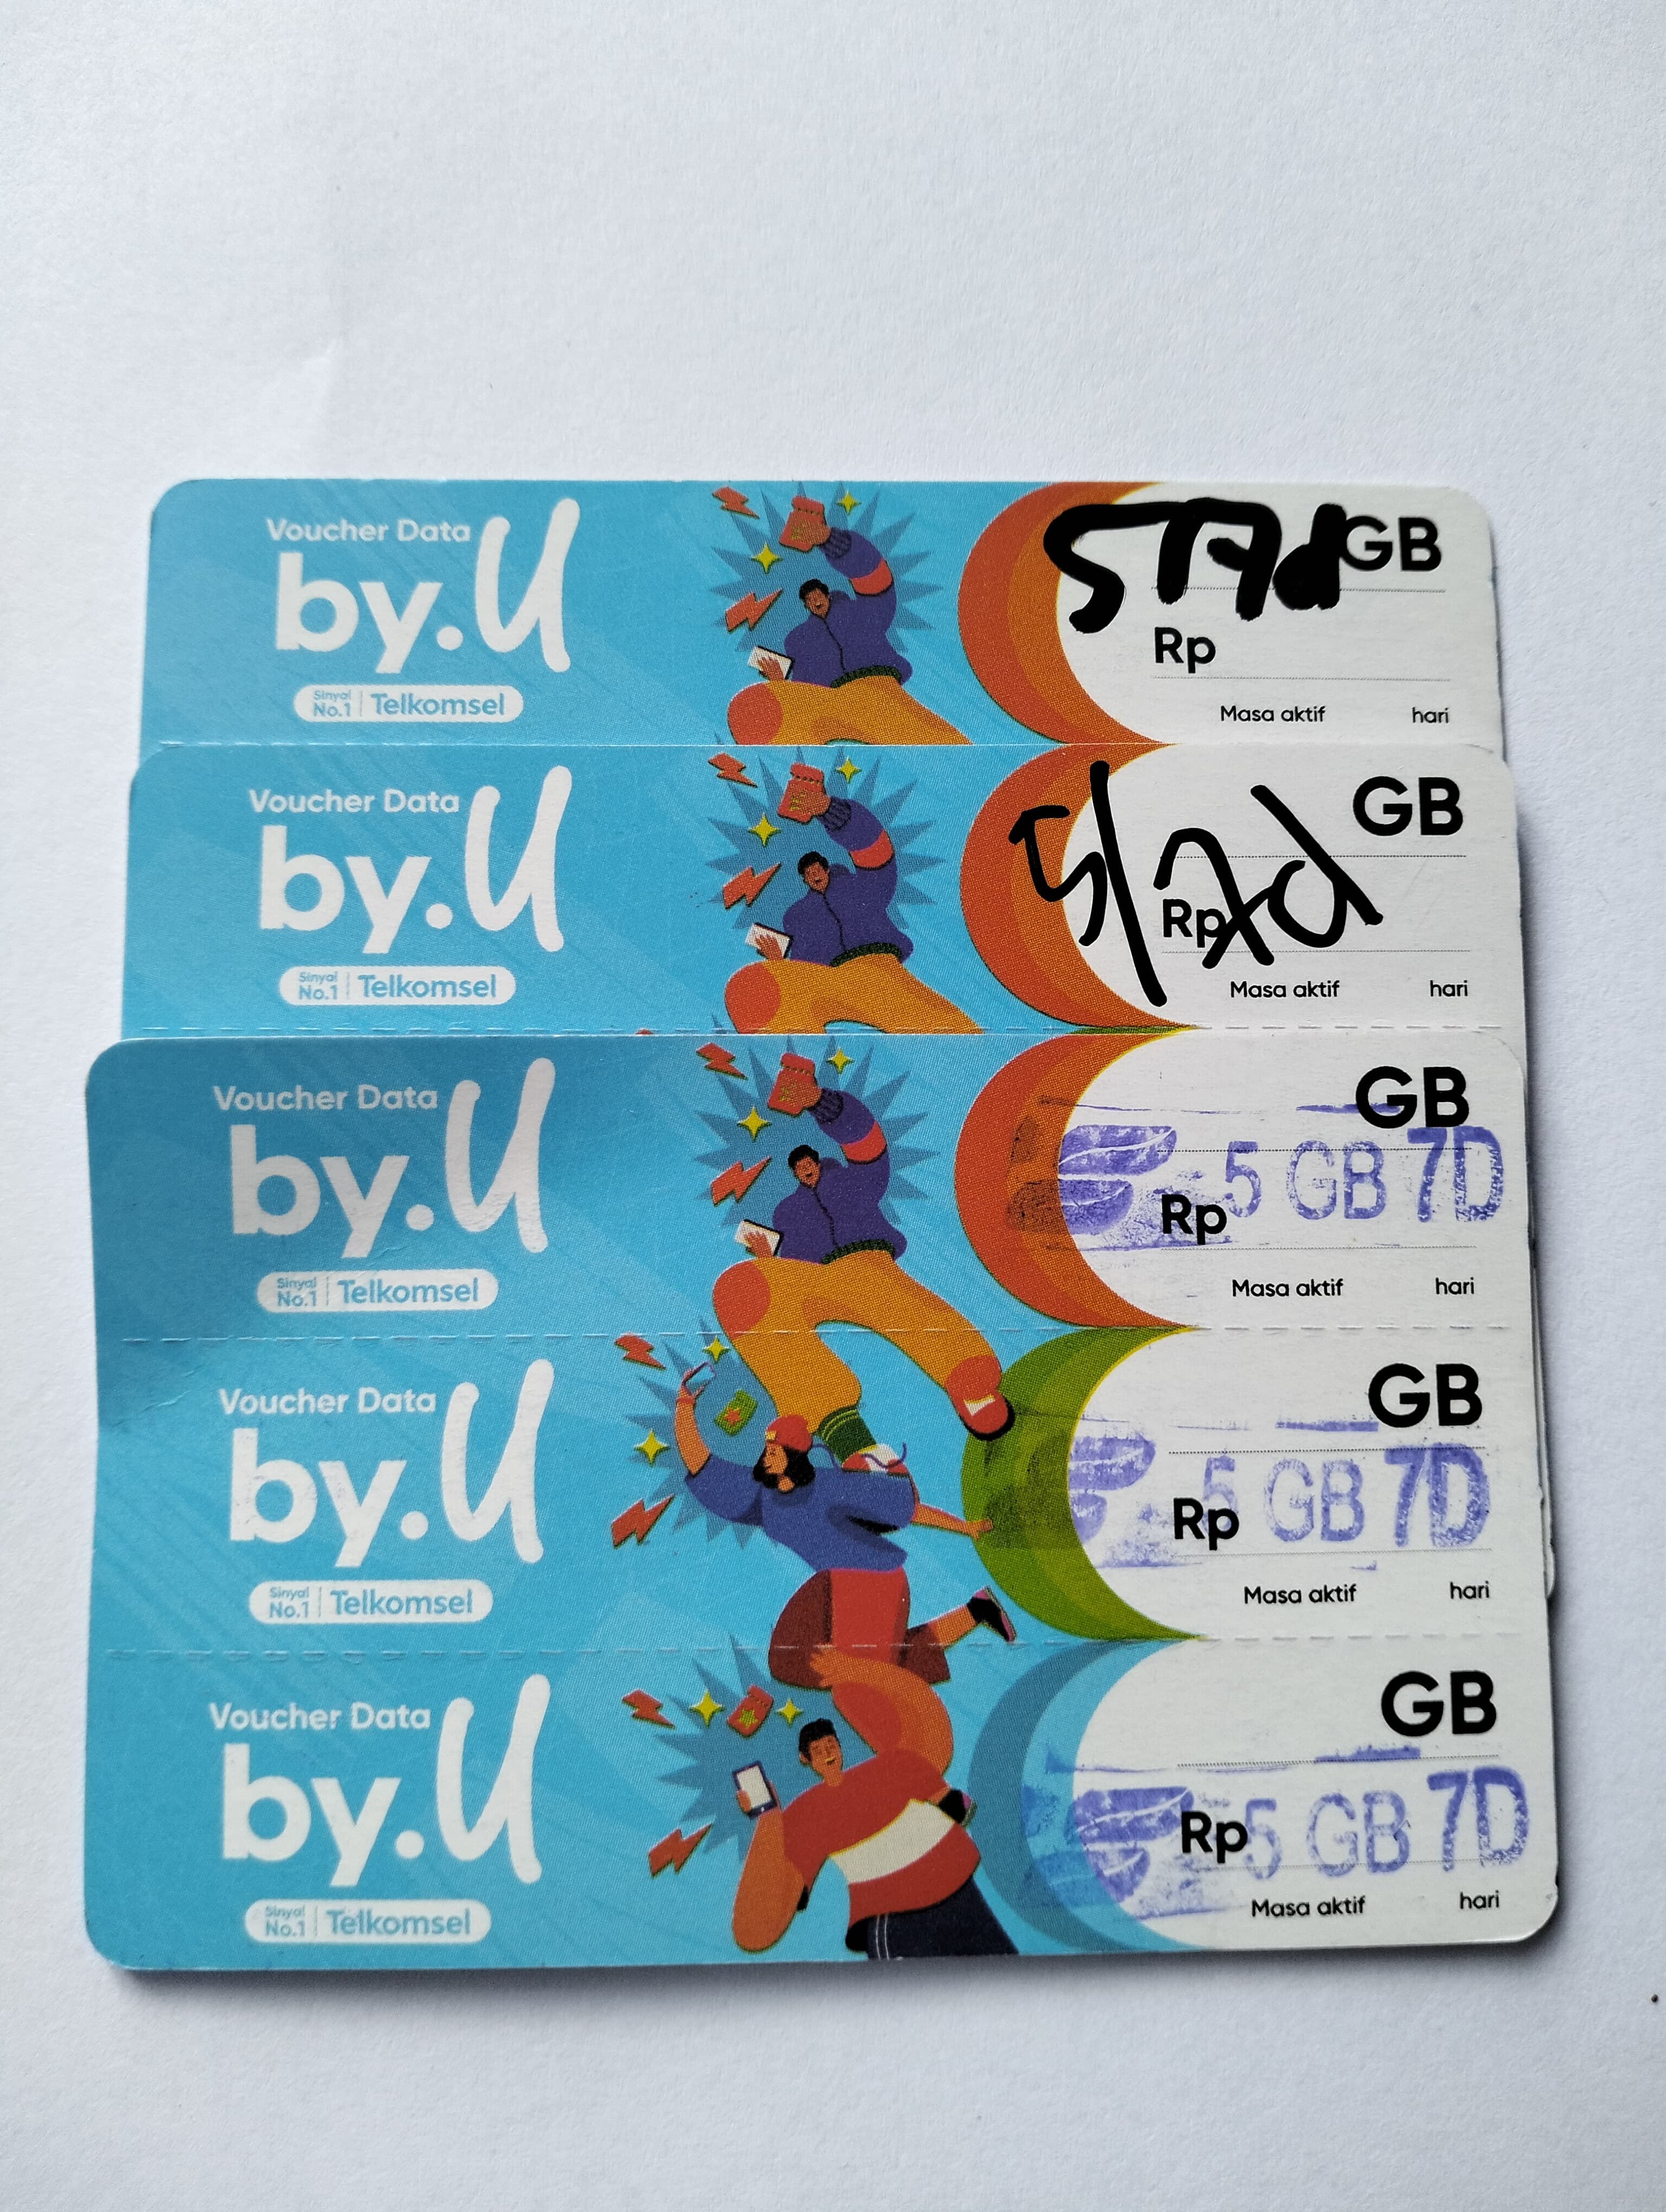 Voucher Data
by.U
Sinyal No.1 | Telkomsel
517d GB
Rp
Masa aktif hari
Voucher Data
by.U
Sinyal No.1 | Telkomsel
GB
5/7d
Rp
Masa aktif hari
Voucher Data
by.U
Sinyal No.1 | Telkomsel
GB
5 GB 7D
Rp
Masa aktif hari
Voucher Data
by.U
Sinyal No.1 | Telkomsel
GB
5 GB 7D
Rp
Masa aktif hari
Voucher Data
by.U
Sinyal No.1 | Telkomsel
GB
5 GB 7D
Rp
Masa aktif hari